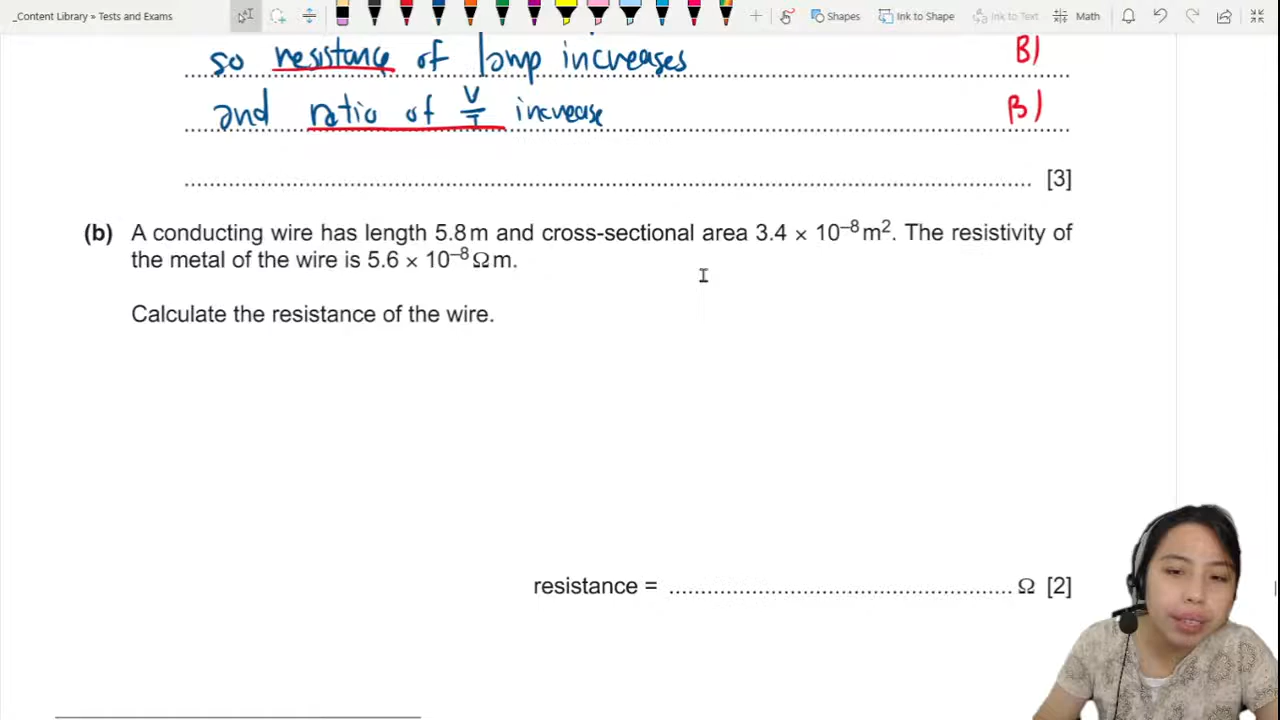 _Content Library » Tests and Exams
Shapes
Ink to Shape
Ink to Text
Math
so resistance of lamp increases B1
and ratio of V/I increase B1
[3]
(b) A conducting wire has length 5.8 m and cross-sectional area 3.4 × 10⁻⁸ m². The resistivity of
the metal of the wire is 5.6 × 10⁻⁸ Ω m.
Calculate the resistance of the wire.
resistance = ...................................................... Ω [2]